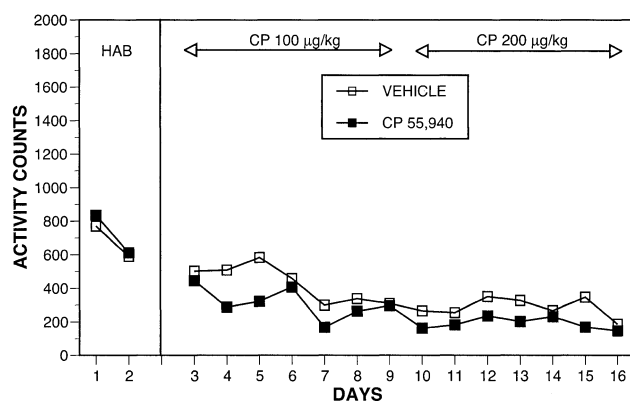 2000
1800
1600
1400
1200
1000
800
600
400
200
0
ACTIVITY COUNTS
HAB
CP 100 µg/kg
CP 200 µg/kg
VEHICLE
CP 55,940
1 2 3 4 5 6 7 8 9 10 11 12 13 14 15 16
DAYS